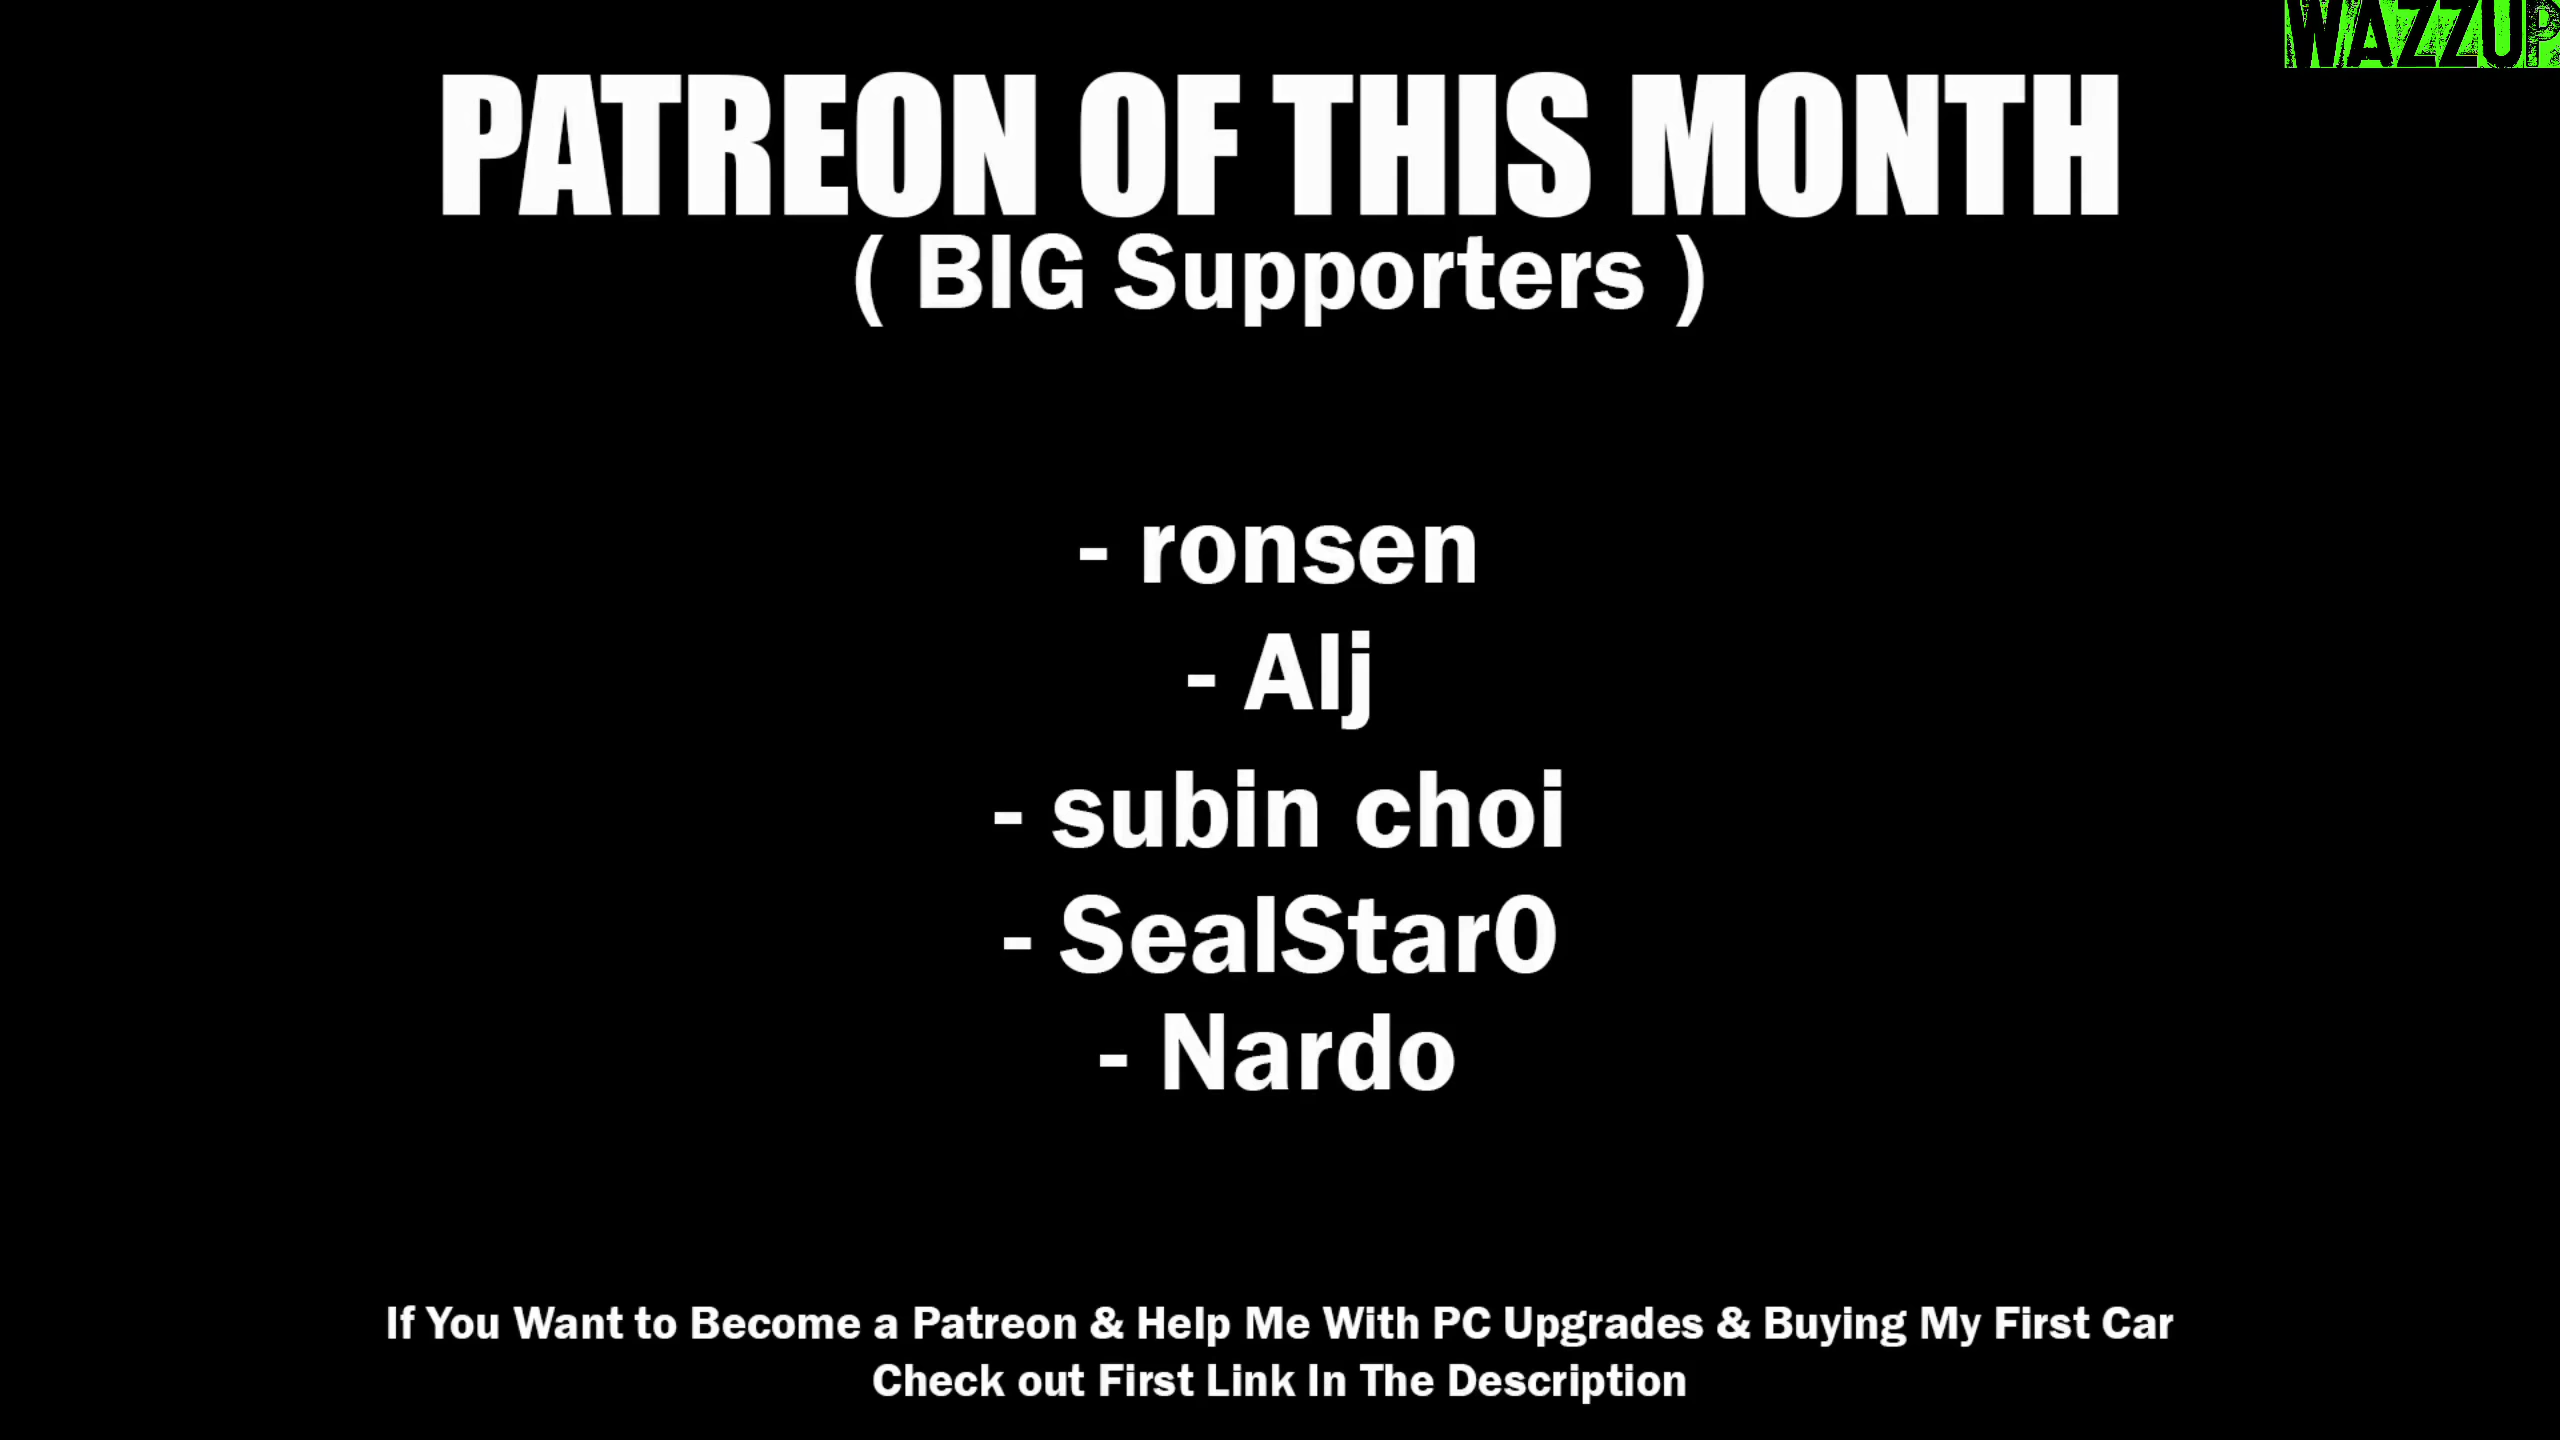 WAZZUP
PATREON OF THIS MONTH
( BIG Supporters )
- ronsen
- Alj
- subin choi
- SealStar0
- Nardo
If You Want to Become a Patreon & Help Me With PC Upgrades & Buying My First Car
Check out First Link In The Description